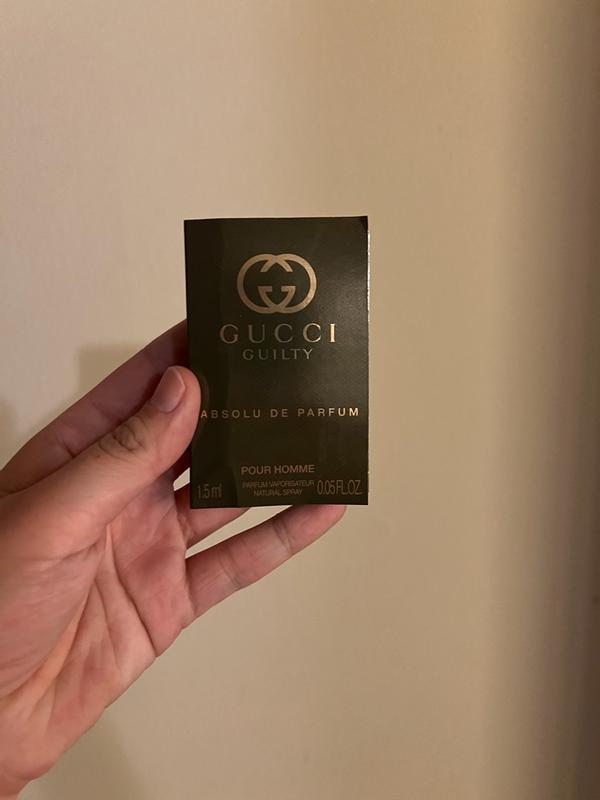 GUCCI
GUILTY
ABSOLU DE PARFUM
POUR HOMME
1.5 ml
PARFUM VAPORISATEUR
NATURAL SPRAY
0.05 FL.OZ.